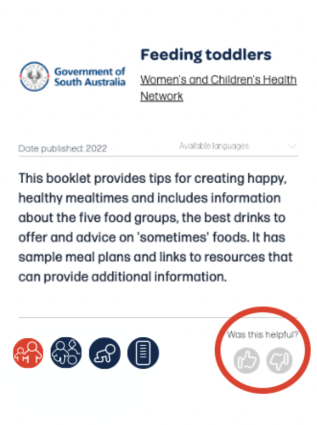 Feeding toddlers
Government of
South Australia
Women's and Children's Health
Network
Date published: 2022
Available languages
This booklet provides tips for creating happy,
healthy mealtimes and includes information
about the five food groups, the best drinks to
offer and advice on 'sometimes' foods. It has
sample meal plans and links to resources that
can provide additional information.
Was this helpful?